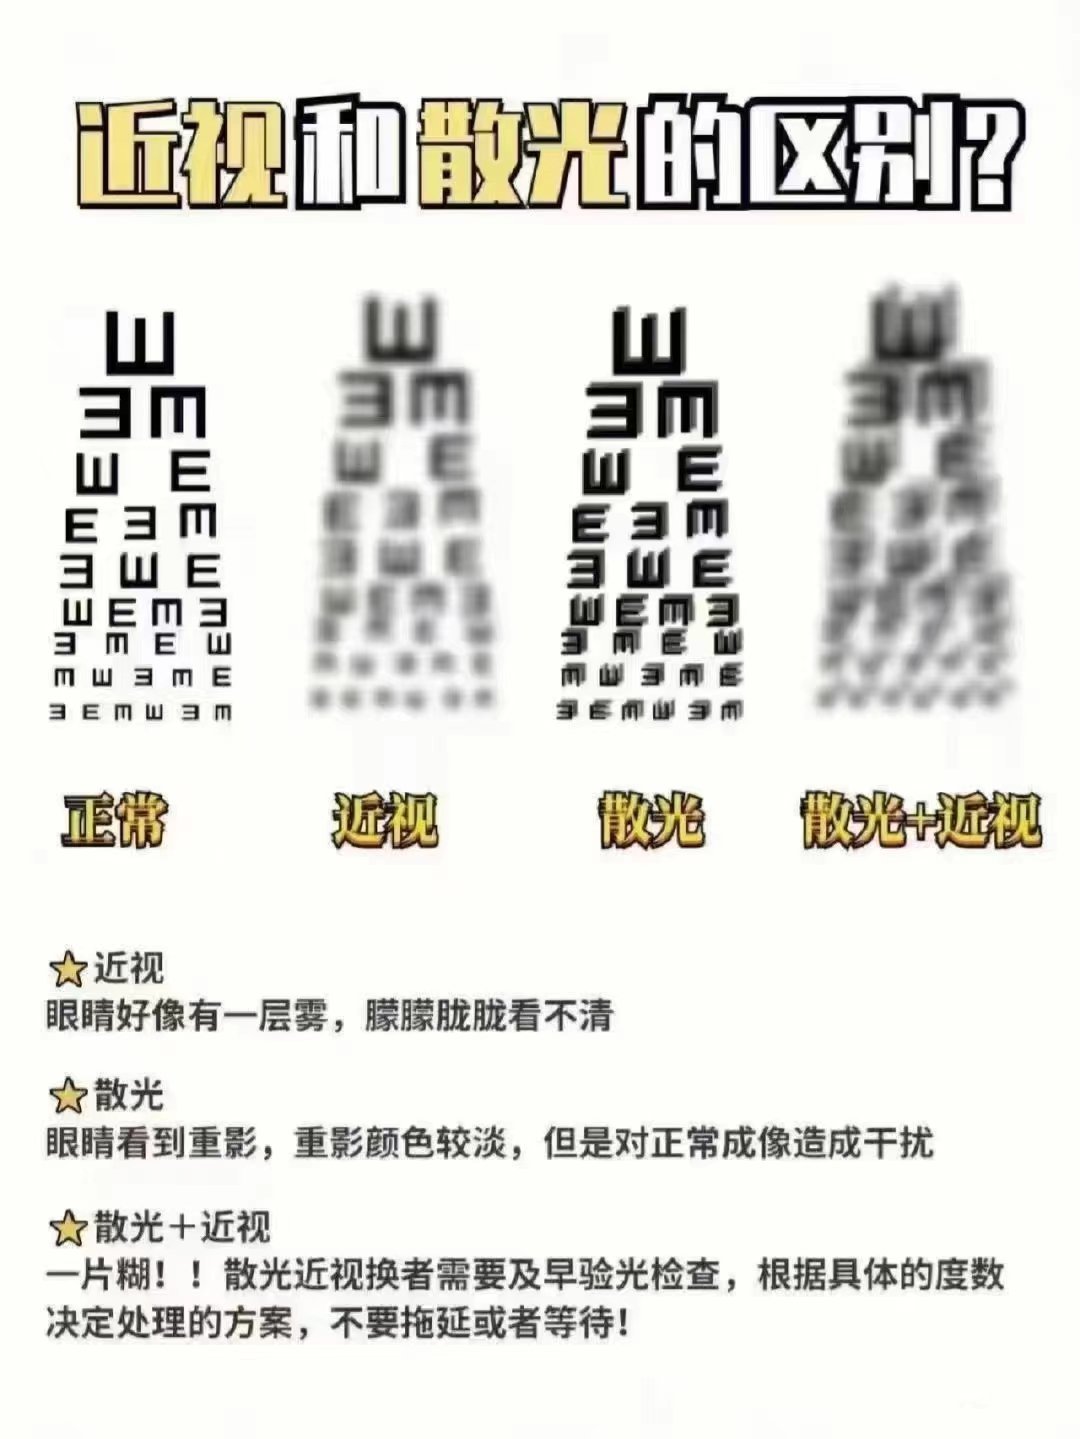 近视和散光的区别?
正常
近视
散光
散光+近视
近视
眼睛好像有一层雾，朦朦胧胧看不清
散光
眼睛看到重影，重影颜色较淡，但是对正常成像造成干扰
散光＋近视
一片糊！！散光近视换者需要及早验光检查，根据具体的度数
决定处理的方案，不要拖延或者等待！